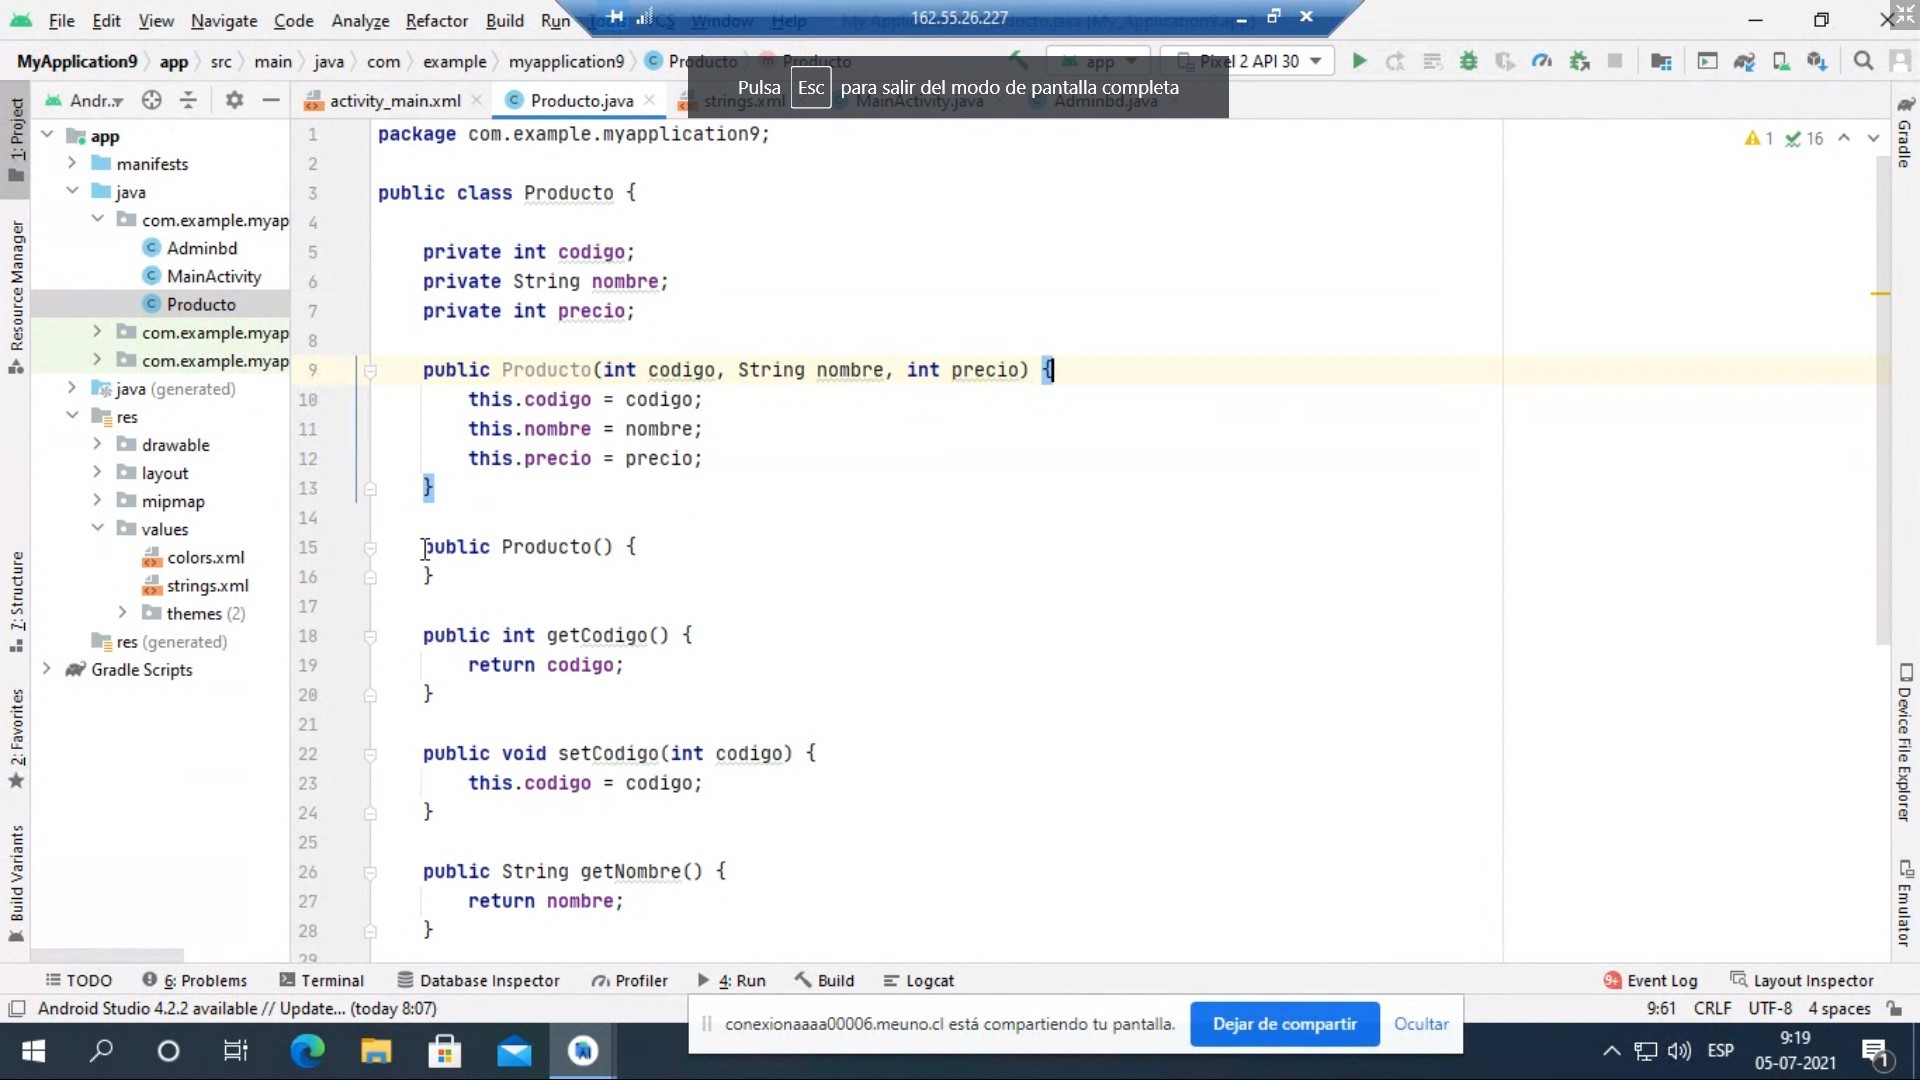 File Edit View Navigate Code Analyze Refactor Build Run Tools VCS Window Help
162.55.26.227
MyApplication9 app src main java com example myapplication9 Producto Producto app Pixel 2 API 30
Pulsa Esc para salir del modo de pantalla completa
Andr.. activity_main.xml Producto.java strings.xml MainActivity.java Adminbd.java
1: Project
Resource Manager
7: Structure
2: Favorites
Build Variants
app
manifests
java
com.example.myap
Adminbd
MainActivity
Producto
com.example.myap
com.example.myap
java (generated)
res
drawable
layout
mipmap
values
colors.xml
strings.xml
themes (2)
res (generated)
Gradle Scripts
1 package com.example.myapplication9;
2
3 public class Producto {
4
5 private int codigo;
6 private String nombre;
7 private int precio;
8
9 public Producto(int codigo, String nombre, int precio) {
10 this.codigo = codigo;
11 this.nombre = nombre;
12 this.precio = precio;
13 }
14
15 public Producto() {
16 }
17
18 public int getCodigo() {
19 return codigo;
20 }
21
22 public void setCodigo(int codigo) {
23 this.codigo = codigo;
24 }
25
26 public String getNombre() {
27 return nombre;
28 }
29
1 16
Gradle
Device File Explorer
Emulator
TODO 6: Problems Terminal Database Inspector Profiler 4: Run Build Logcat 9+ Event Log Layout Inspector
Android Studio 4.2.2 available // Update... (today 8:07) 9:61 CRLF UTF-8 4 spaces
conexionaaaa00006.meuno.cl está compartiendo tu pantalla. Dejar de compartir Ocultar
ESP
9:19
05-07-2021
1